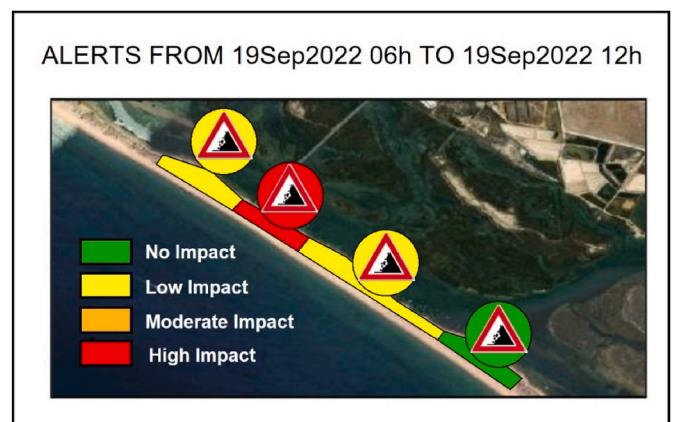 ALERTS FROM 19Sep2022 06h TO 19Sep2022 12h
No Impact
Low Impact
Moderate Impact
High Impact